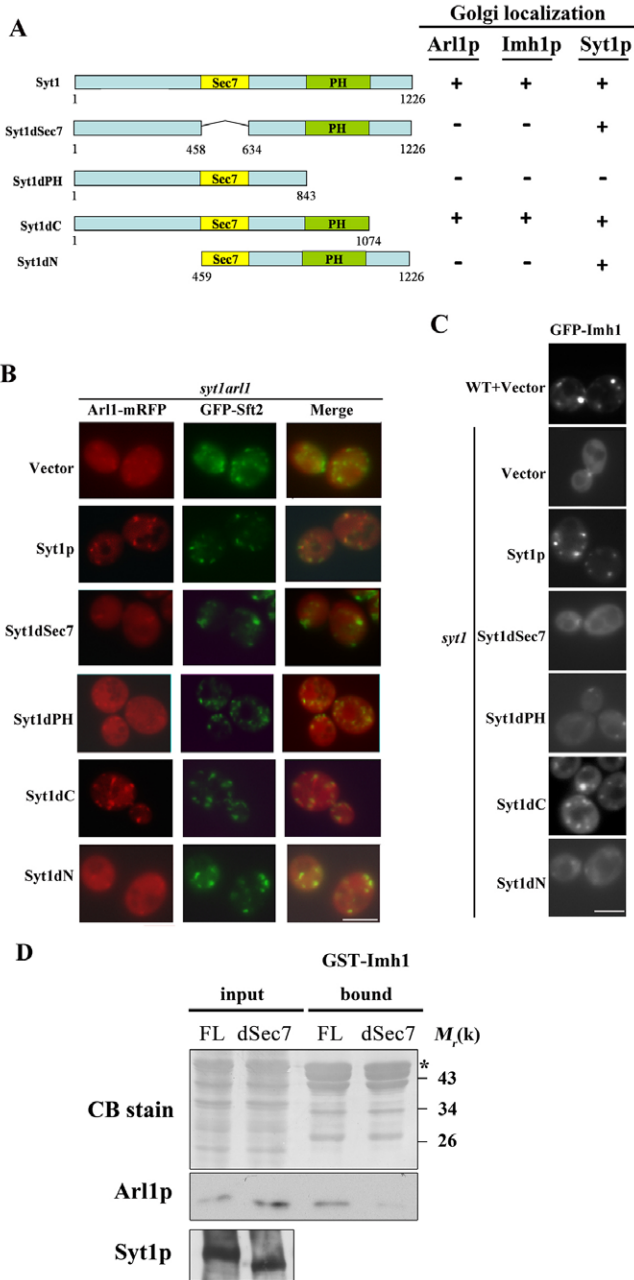 A
Golgi localization
Arl1p Imh1p Syt1p
Syt1 Sec7 PH + + +
1 1226
Syt1dSec7 PH - - +
1 458 634 1226
Syt1dPH Sec7 - - -
1 843
Syt1dC Sec7 PH + + +
1 1074
Syt1dN Sec7 PH - - +
459 1226
B
syt1arl1
Arl1-mRFP GFP-Sft2 Merge
Vector
Syt1p
Syt1dSec7
Syt1dPH
Syt1dC
Syt1dN
C
GFP-Imh1
WT+Vector
syt1
Vector
Syt1p
Syt1dSec7
Syt1dPH
Syt1dC
Syt1dN
D
GST-Imh1
input bound
FL dSec7 FL dSec7 Mr(k)
*
CB stain
43
34
26
Arl1p
Syt1p